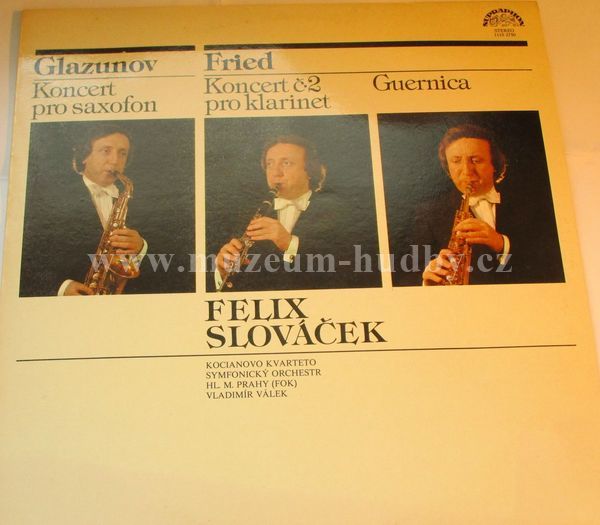 SUPRAPHON
STEREO
Glazunov
Koncert
pro saxofon
Fried
Koncert č.2
pro klarinet
Guernica
www.muzeum-hudby.cz
FELIX
SLOVÁČEK
KOCIANOVO KVARTETO
SYMFONICKÝ ORCHESTR
HL. M. PRAHY (FOK)
VLADIMÍR VÁLEK